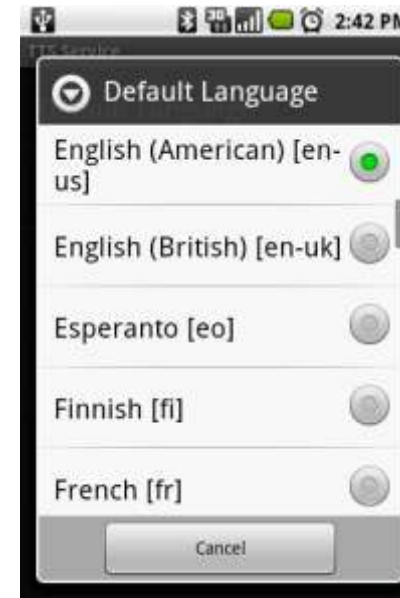 3G
2:42 PM
TTS Service
Default Language
English (American) [en-
us]
English (British) [en-uk]
Esperanto [eo]
Finnish [fi]
French [fr]
Cancel